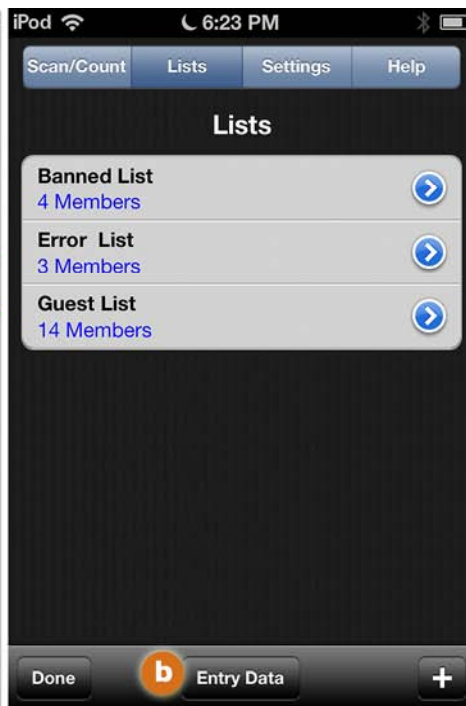 iPod 6:23 PM
Scan/Count Lists Settings Help
Lists
Banned List
4 Members
Error List
3 Members
Guest List
14 Members
Done b Entry Data +